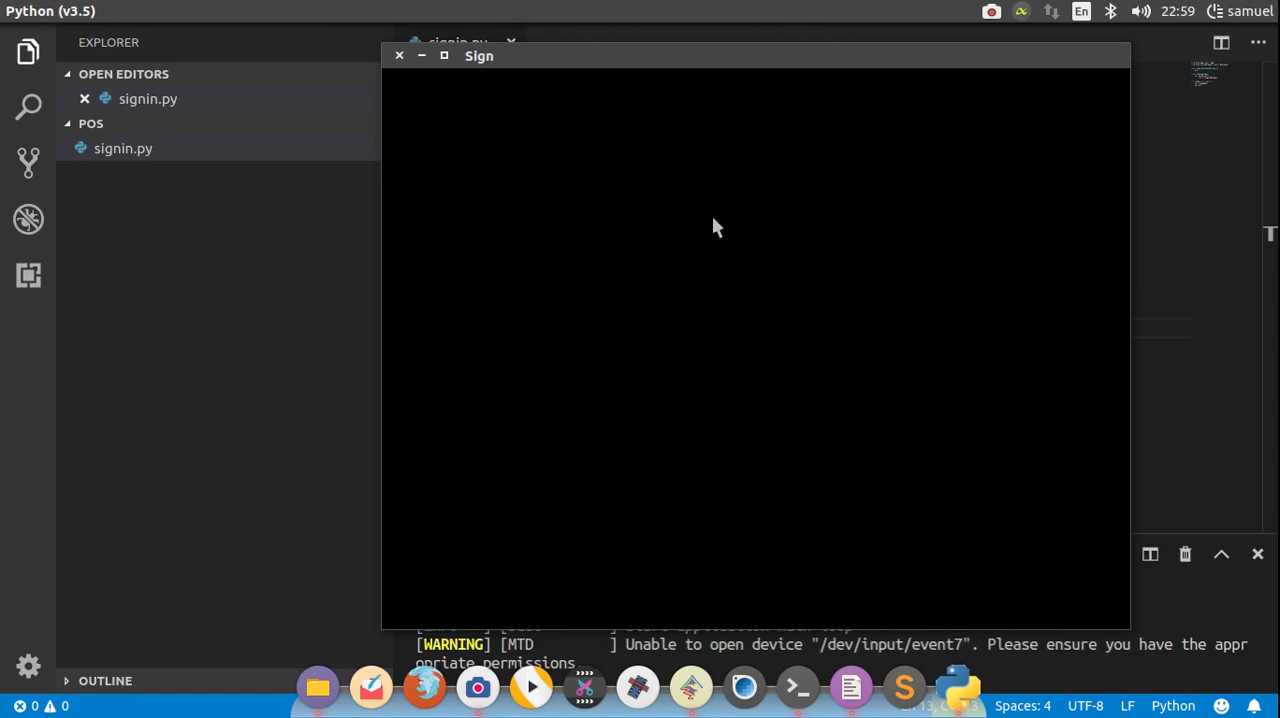 Python (v3.5)
En
22:59
samuel
EXPLORER
signin.py
Sign
OPEN EDITORS
signin.py
POS
signin.py
[WARNING] [MTD ] Unable to open device "/dev/input/event7". Please ensure you have the appr
opriate permissions.
OUTLINE
0 0
Spaces: 4
UTF-8
LF
Python